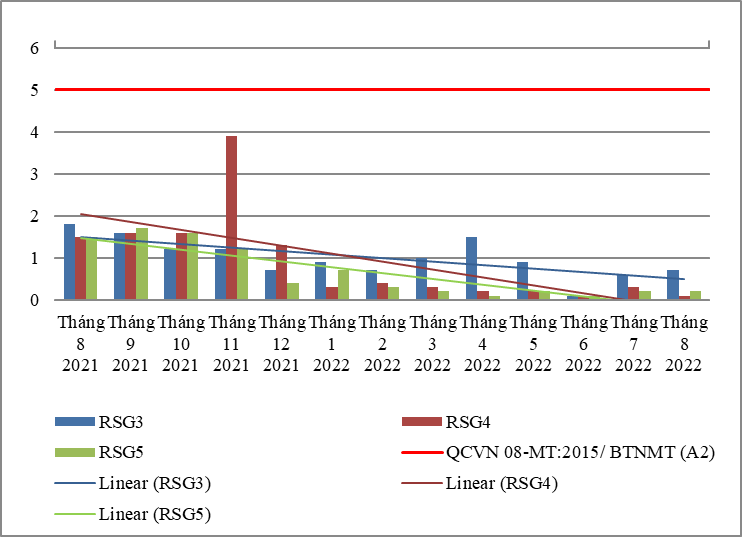 6
5
4
3
2
1
0
Tháng Tháng Tháng Tháng Tháng Tháng Tháng Tháng Tháng Tháng Tháng Tháng Tháng
8 9 10 11 12 1 2 3 4 5 6 7 8
2021 2021 2021 2021 2021 2022 2022 2022 2022 2022 2022 2022 2022
RSG3 RSG4
RSG5 QCVN 08-MT:2015/ BTNMT (A2)
Linear (RSG3) Linear (RSG4)
Linear (RSG5)